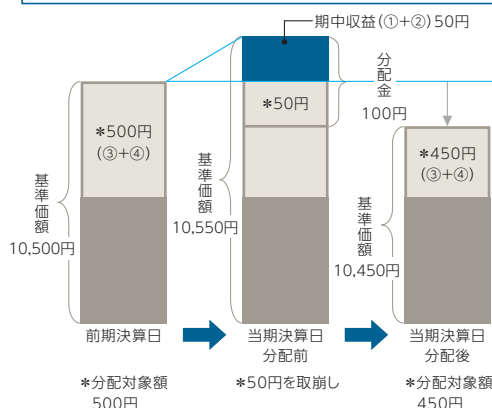 期中収益(①+②)50円
分配金
100円
*50円
*500円
(③+④)
*450円
(③+④)
基準価額
10,500円
基準価額
10,550円
基準価額
10,450円
前期決算日
当期決算日
分配前
当期決算日
分配後
*分配対象額
500円
*50円を取崩し
*分配対象額
450円